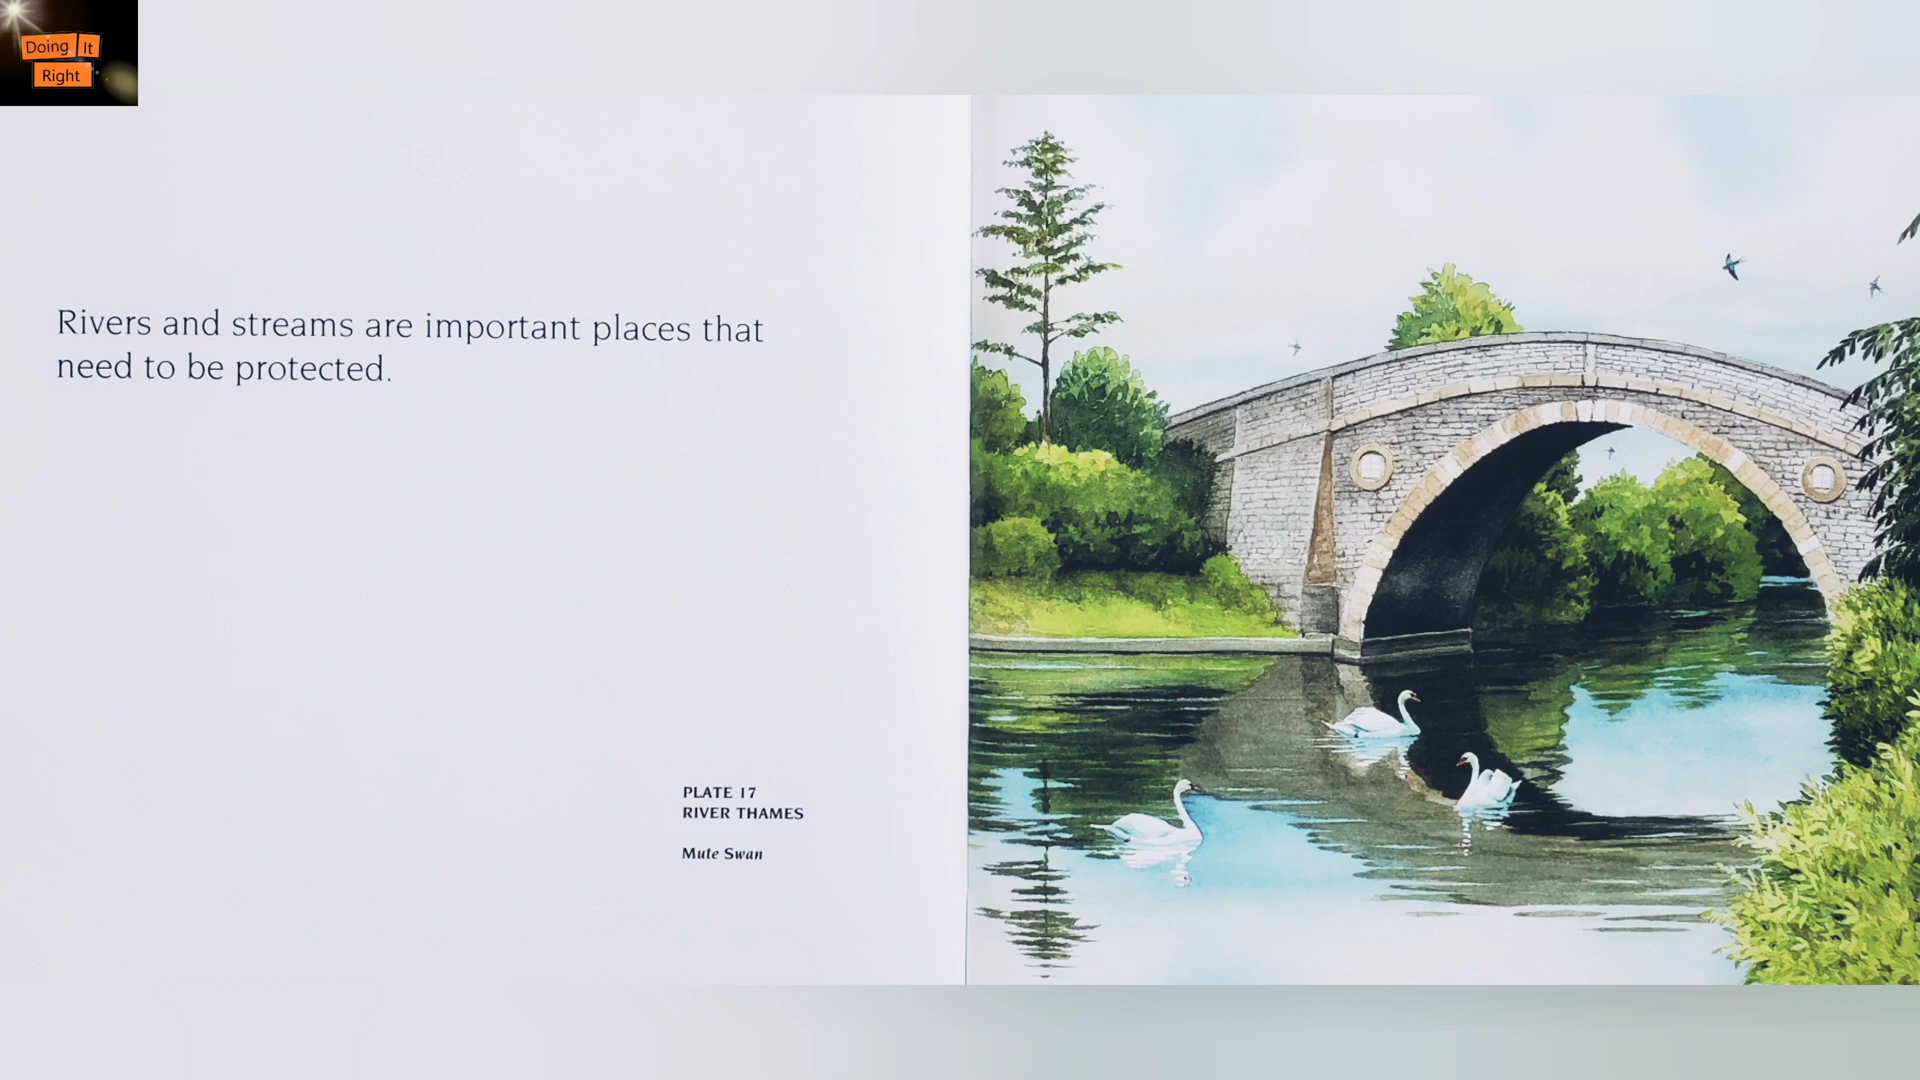 Doing It
Right
Rivers and streams are important places that
need to be protected.
PLATE 17
RIVER THAMES
Mute Swan